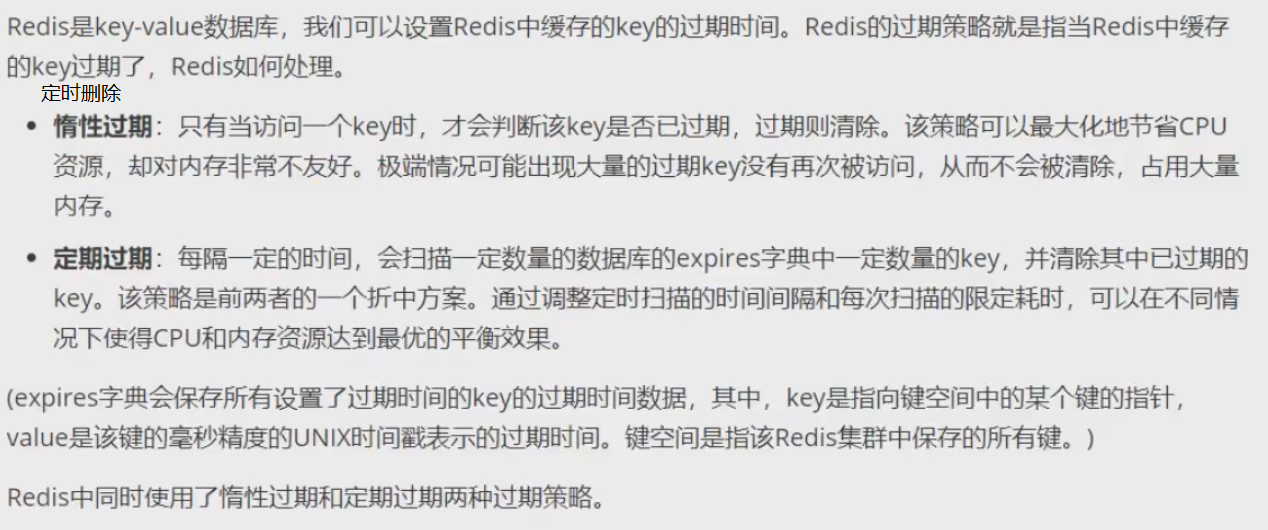 Redis是key-value数据库，我们可以设置Redis中缓存的key的过期时间。Redis的过期策略就是指当Redis中缓存
的key过期了，Redis如何处理。
定时删除
• 惰性过期：只有当访问一个key时，才会判断该key是否已过期，过期则清除。该策略可以最大化地节省CPU
资源，却对内存非常不友好。极端情况可能出现大量的过期key没有再次被访问，从而不会被清除，占用大量
内存。
• 定期过期：每隔一定的时间，会扫描一定数量的数据库的expires字典中一定数量的key，并清除其中已过期的
key。该策略是前两者的一个折中方案。通过调整定时扫描的时间间隔和每次扫描的限定耗时，可以在不同情
况下使得CPU和内存资源达到最优的平衡效果。
(expires字典会保存所有设置了过期时间的key的过期时间数据，其中，key是指向键空间中的某个键的指针，
value是该键的毫秒精度的UNIX时间戳表示的过期时间。键空间是指该Redis集群中保存的所有键。)
Redis中同时使用了惰性过期和定期过期两种过期策略。